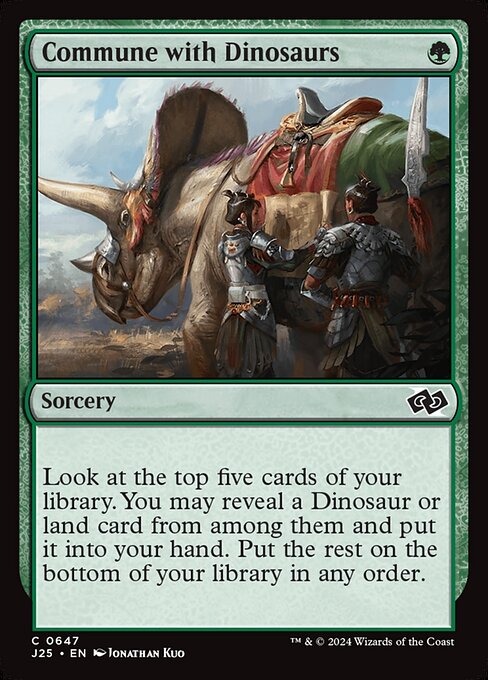 Commune with Dinosaurs
Sorcery
Look at the top five cards of your
library. You may reveal a Dinosaur or
land card from among them and put
it into your hand. Put the rest on the
bottom of your library in any order.
C 0647
J25 • EN Jonathan Kuo
™ & © 2024 Wizards of the Coast